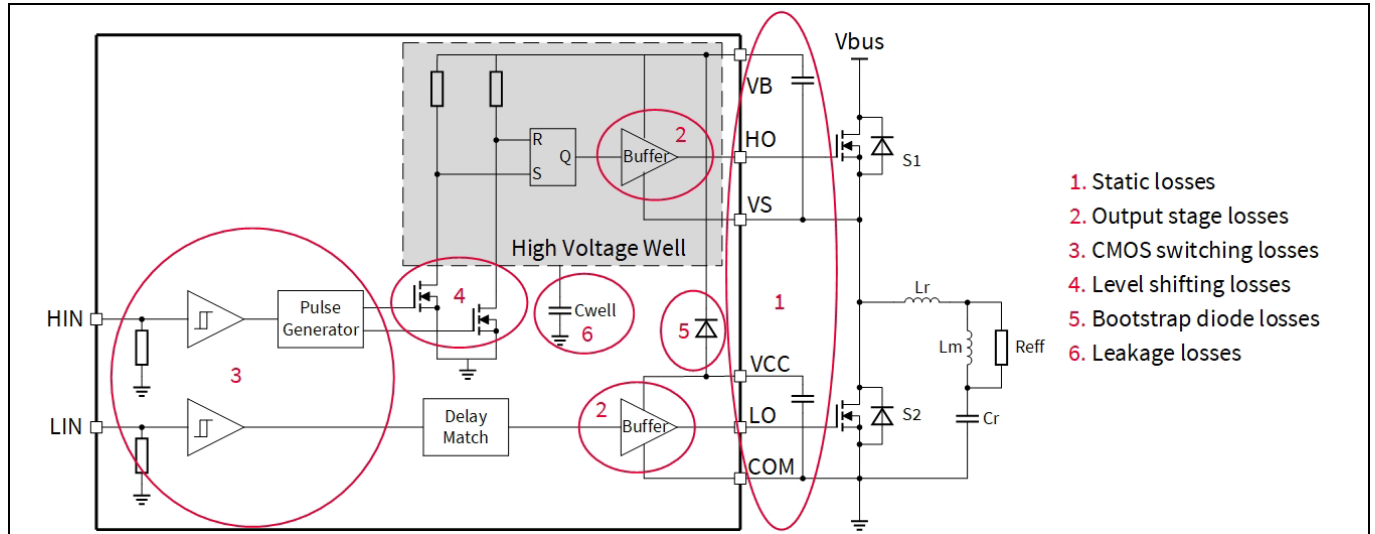 Vbus
VB
HO
VS
S1
R
S
Q
Buffer
2
High Voltage Well
1. Static losses
2. Output stage losses
3. CMOS switching losses
4. Level shifting losses
5. Bootstrap diode losses
6. Leakage losses
HIN
Pulse
Generator
3
4
Cwell
6
5
1
VCC
LO
COM
LIN
Delay
Match
2
Buffer
Lr
Lm
Reff
Cr
S2